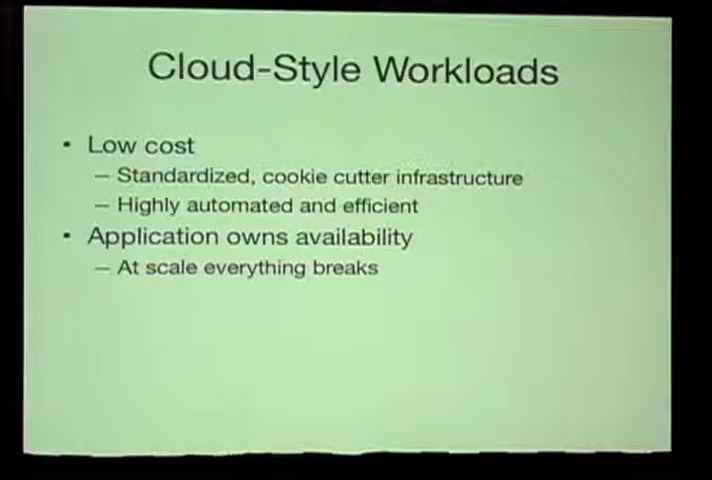 Cloud-Style Workloads
• Low cost
– Standardized, cookie cutter infrastructure
– Highly automated and efficient
• Application owns availability
– At scale everything breaks